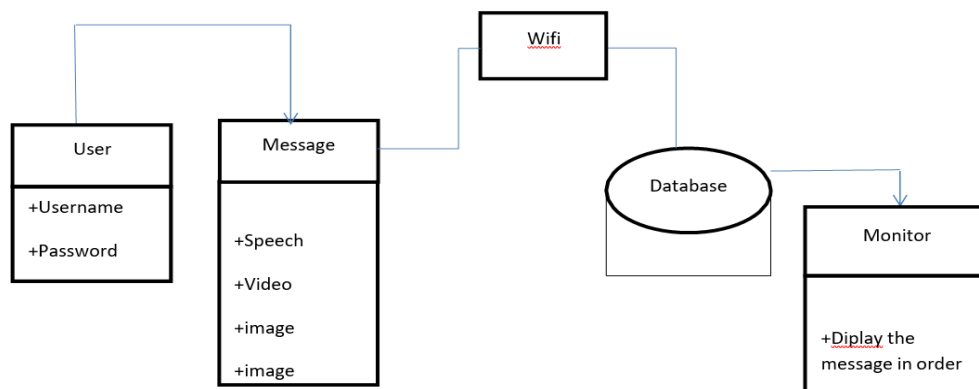 User
+Username
+Password
Message
+Speech
+Video
+image
+image
Wifi
Database
Monitor
+Diplay the
message in order